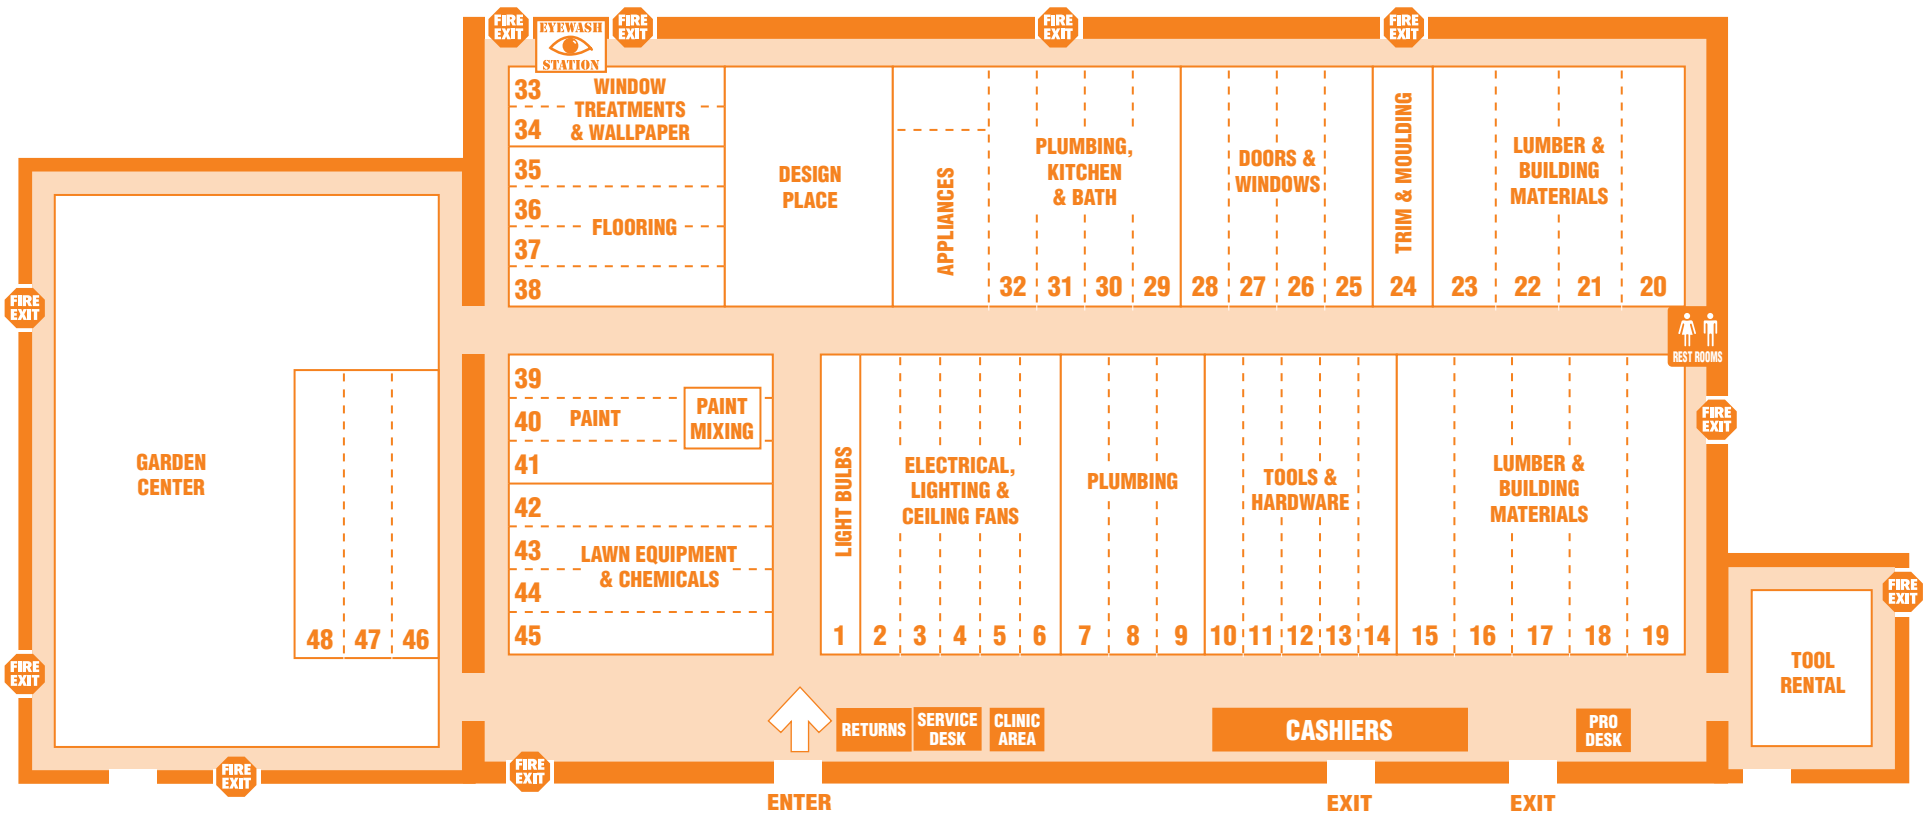 FIRE
EXIT
EYEWASH
STATION
FIRE
EXIT
FIRE
EXIT
FIRE
EXIT
33
34
WINDOW
TREATMENTS
& WALLPAPER
35
36
37
38
FLOORING
DESIGN
PLACE
APPLIANCES
PLUMBING,
KITCHEN
& BATH
32 31 30 29
DOORS &
WINDOWS
28 27 26 25
TRIM & MOULDING
24
LUMBER &
BUILDING
MATERIALS
23 22 21 20
REST ROOMS
FIRE
EXIT
FIRE
EXIT
GARDEN
CENTER
48 47 46
FIRE
EXIT
FIRE
EXIT
39
40
41
PAINT
PAINT
MIXING
42
43
44
45
LAWN EQUIPMENT
& CHEMICALS
LIGHT BULBS
1
ELECTRICAL,
LIGHTING &
CEILING FANS
2 3 4 5 6
PLUMBING
7 8 9
TOOLS &
HARDWARE
10 11 12 13 14
LUMBER &
BUILDING
MATERIALS
15 16 17 18 19
FIRE
EXIT
TOOL
RENTAL
RETURNS
SERVICE
DESK
CLINIC
AREA
CASHIERS
PRO
DESK
FIRE
EXIT
ENTER
EXIT
EXIT